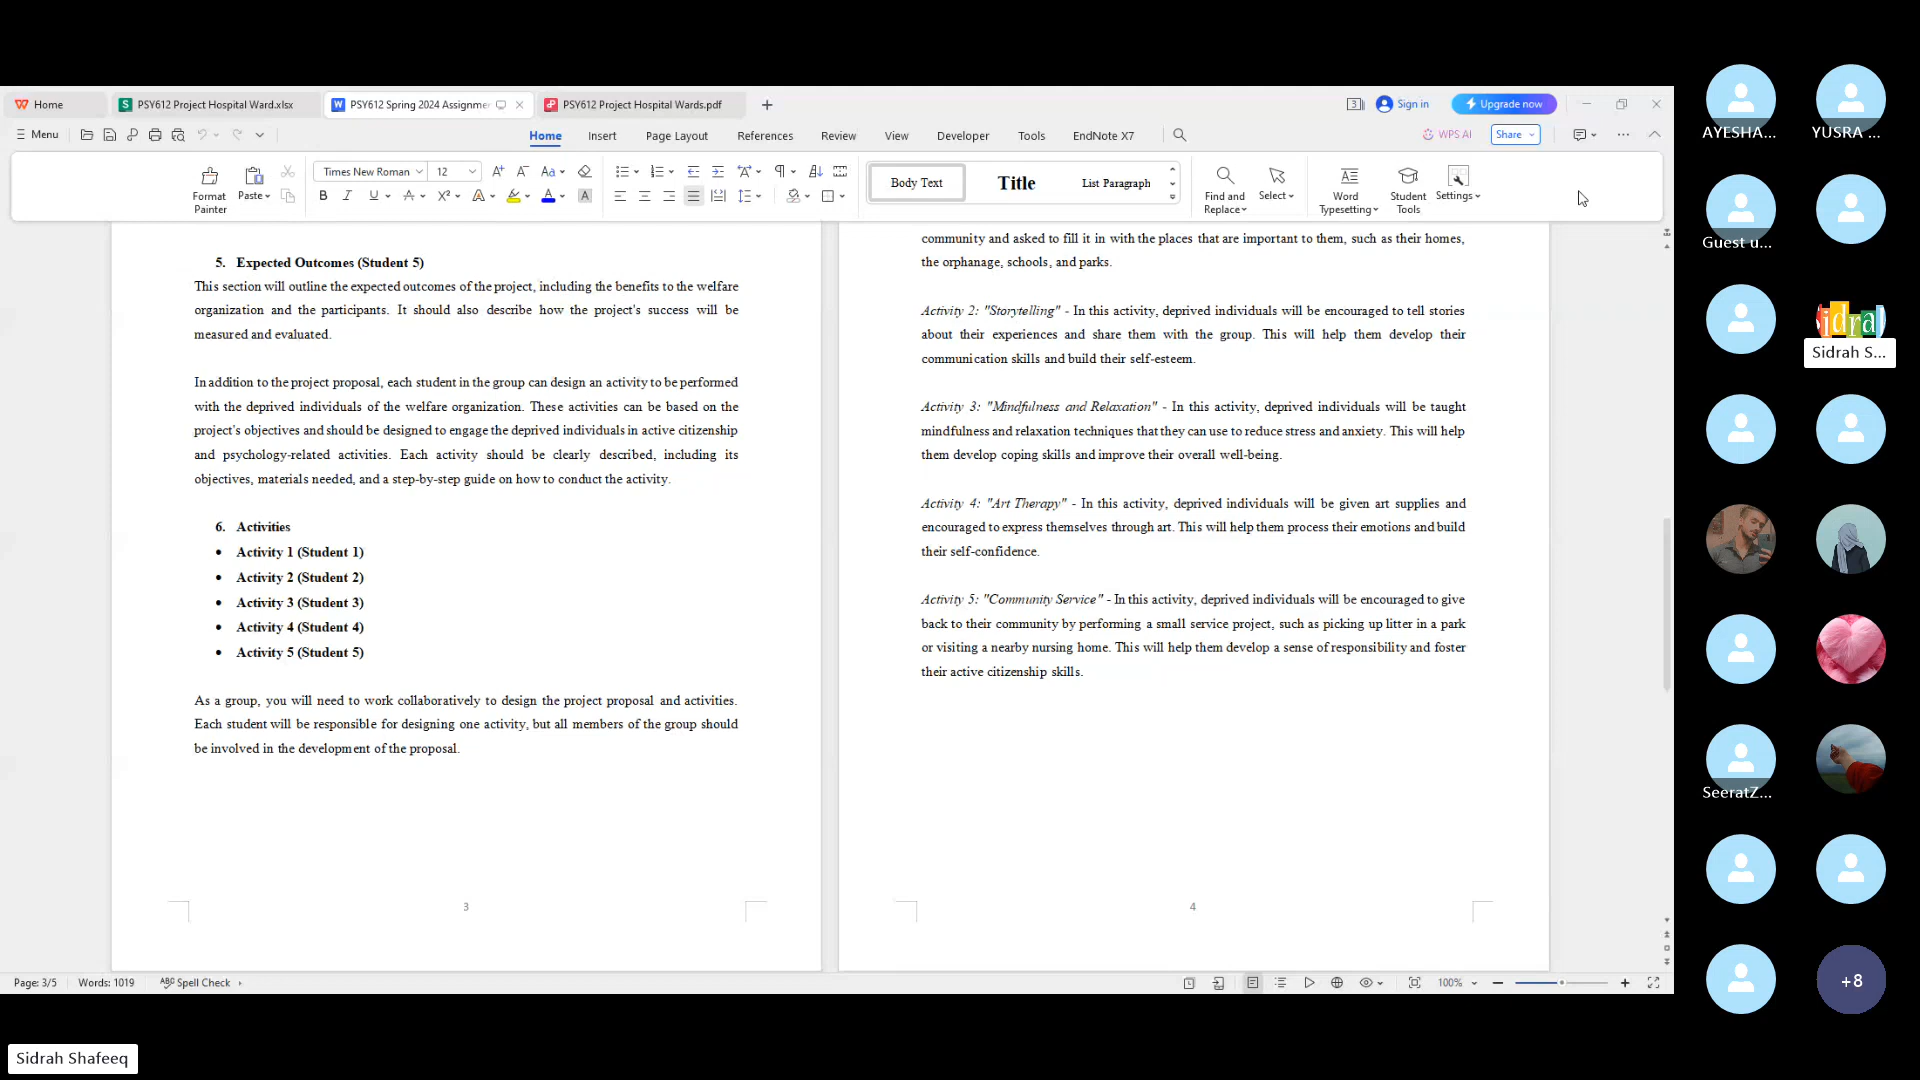 Home
PSY612 Project Hospital Ward.xlsx
PSY612 Spring 2024 Assignme
PSY612 Project Hospital Wards.pdf
Sign in
Upgrade now
Menu
Home
Insert
Page Layout
References
Review
View
Developer
Tools
EndNote X7
WPS AI
Share
Format
Painter
Paste
Times New Roman
12
Body Text
Title
List Paragraph
Find and
Replace
Select
Word
Typesetting
Student
Tools
Settings
5. Expected Outcomes (Student 5)
This section will outline the expected outcomes of the project, including the benefits to the welfare
organization and the participants. It should also describe how the project's success will be
measured and evaluated.
In addition to the project proposal, each student in the group can design an activity to be performed
with the deprived individuals of the welfare organization. These activities can be based on the
project's objectives and should be designed to engage the deprived individuals in active citizenship
and psychology-related activities. Each activity should be clearly described, including its
objectives, materials needed, and a step-by-step guide on how to conduct the activity.
6. Activities
• Activity 1 (Student 1)
• Activity 2 (Student 2)
• Activity 3 (Student 3)
• Activity 4 (Student 4)
• Activity 5 (Student 5)
As a group, you will need to work collaboratively to design the project proposal and activities.
Each student will be responsible for designing one activity, but all members of the group should
be involved in the development of the proposal.
3
community and asked to fill it in with the places that are important to them, such as their homes,
the orphanage, schools, and parks.
Activity 2: "Storytelling" - In this activity, deprived individuals will be encouraged to tell stories
about their experiences and share them with the group. This will help them develop their
communication skills and build their self-esteem.
Activity 3: "Mindfulness and Relaxation" - In this activity, deprived individuals will be taught
mindfulness and relaxation techniques that they can use to reduce stress and anxiety. This will help
them develop coping skills and improve their overall well-being.
Activity 4: "Art Therapy" - In this activity, deprived individuals will be given art supplies and
encouraged to express themselves through art. This will help them process their emotions and build
their self-confidence.
Activity 5: "Community Service" - In this activity, deprived individuals will be encouraged to give
back to their community by performing a small service project, such as picking up litter in a park
or visiting a nearby nursing home. This will help them develop a sense of responsibility and foster
their active citizenship skills.
4
Page: 3/5
Words: 1019
Spell Check
100%
AYESHA...
YUSRA ...
Guest u...
Sidrah S...
SeeratZ...
+8
Sidrah Shafeeq